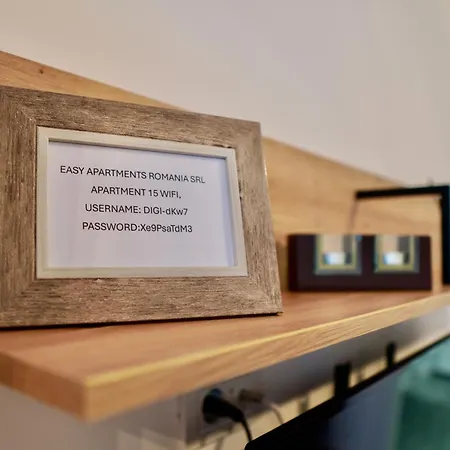 EASY APARTMENTS ROMANIA SRL
APARTMENT 15 WIFI,
USERNAME: DIGI-dKw7
PASSWORD:Xe9PsaTdM3